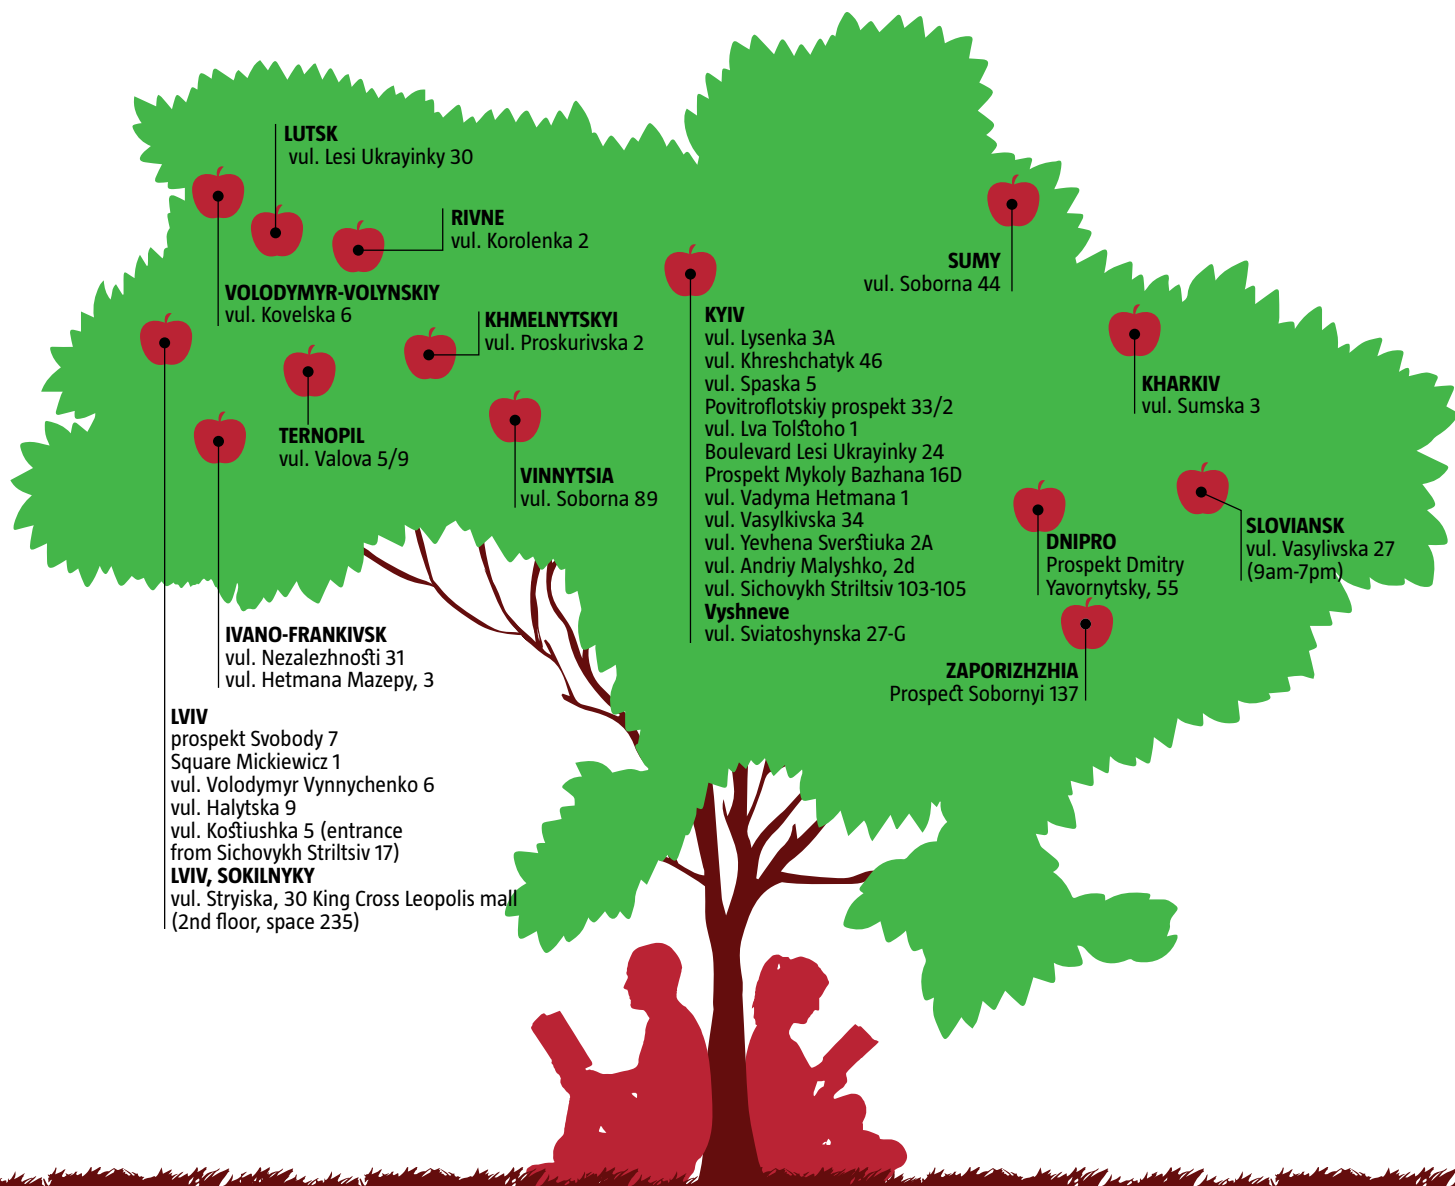 LUTSK
vul. Lesi Ukrayinky 30
RIVNE
vul. Korolenka 2
VOLODYMYR-VOLYNSKIY
vul. Kovelska 6
KHMELNYTSKYI
vul. Proskurivska 2
TERNOPIL
vul. Valova 5/9
VINNYTSIA
vul. Soborna 89
IVANO-FRANKIVSK
vul. Nezalezhnosti 31
vul. Hetmana Mazepy, 3
LVIV
prospekt Svobody 7
Square Mickiewicz 1
vul. Volodymyr Vynnychenko 6
vul. Halytska 9
vul. Kostiushka 5 (entrance
from Sichovykh Striltsiv 17)
LVIV, SOKILNYKY
vul. Stryiska, 30 King Cross Leopolis mall
(2nd floor, space 235)
KYIV
vul. Lysenka 3A
vul. Khreshchatyk 46
vul. Spaska 5
Povitroflotskiy prospekt 33/2
vul. Lva Tolstoho 1
Boulevard Lesi Ukrayinky 24
Prospekt Mykoly Bazhana 16D
vul. Vadyma Hetmana 1
vul. Vasylkivska 34
vul. Yevhena Sverstiuka 2A
vul. Andriy Malyshko, 2d
vul. Sichovykh Striltsiv 103-105
Vyshneve
vul. Sviatoshynska 27-G
SUMY
vul. Soborna 44
KHARKIV
vul. Sumska 3
DNIPRO
Prospekt Dmitry
Yavornytsky, 55
SLOVIANSK
vul. Vasylivska 27
(9am-7pm)
ZAPORIZHZHIA
Prospect Sobornyi 137